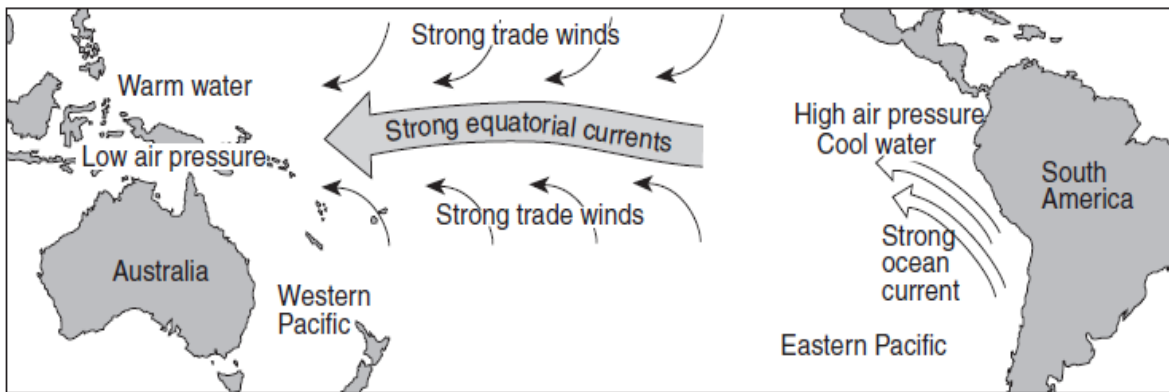 Strong trade winds
Warm water
Strong equatorial currents
High air pressure
Cool water
Low air pressure
South
America
Strong trade winds
Strong
ocean
current
Australia
Western
Pacific
Eastern Pacific